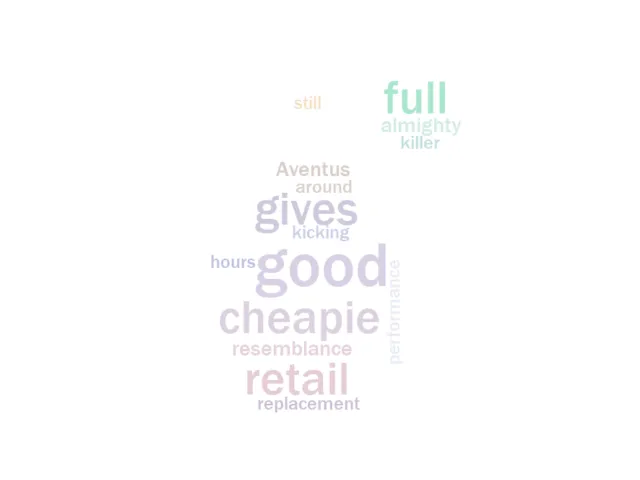 still
full
almighty
killer
Aventus
around
gives
kicking
hours
good
performance
cheapie
resemblance
retail
replacement